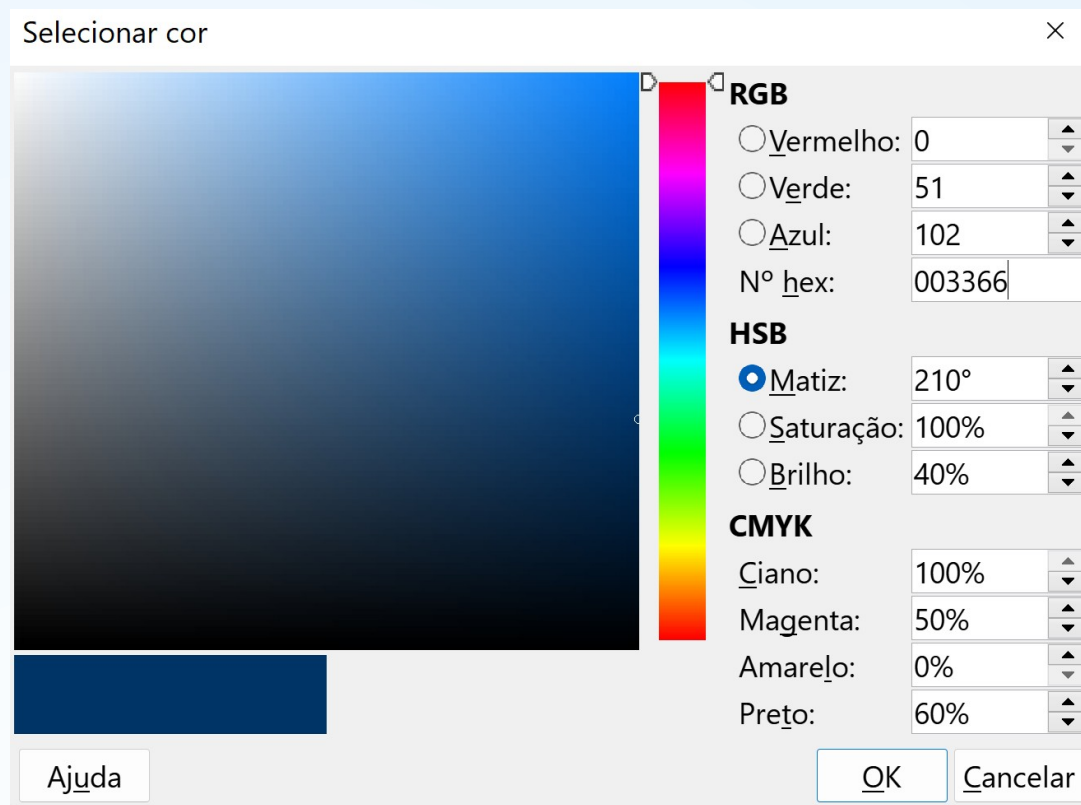 Selecionar cor
RGB
Vermelho: 0
Verde: 51
Azul: 102
Nº hex: 003366
HSB
Matiz: 210°
Saturação: 100%
Brilho: 40%
CMYK
Ciano: 100%
Magenta: 50%
Amarelo: 0%
Preto: 60%
Ajuda OK Cancelar